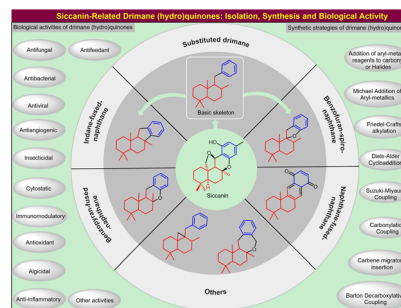 Siccanin-Related Drimane (hydro)quinones: Isolation, Synthesis and Biological Activity
Biological activities of drimane (hydro)quinones
Synthetic strategies of drimane (hydro)quinones
Substituted drimane
Antifungal
Antifeedant
Antibacterial
Antiviral
Antiangiogenic
Insecticidal
Cytostatic
Immunomodulatory
Antioxidant
Algicidal
Anti-inflammatory
Other activities
Indane-fused-
naphthane
Basic skeleton
Benzofuran-spiro-
naphthane
HO
O
O
H
Siccanin
Benzopyran-fused
-naphthane
O
Naphthane-fused-
O
O
Others
Addition of aryl-metal
reagents to carbonyl
or Halides
Michael Addition of
Aryl-metallics
Friedel-Crafts
alkylation
Diels-Alder
Cycloaddition
Suzuki-Miyaura
Coupling
Carbonylative
Coupling
Carbene migratory
insertion
Barton Decarboxylative
Coupling